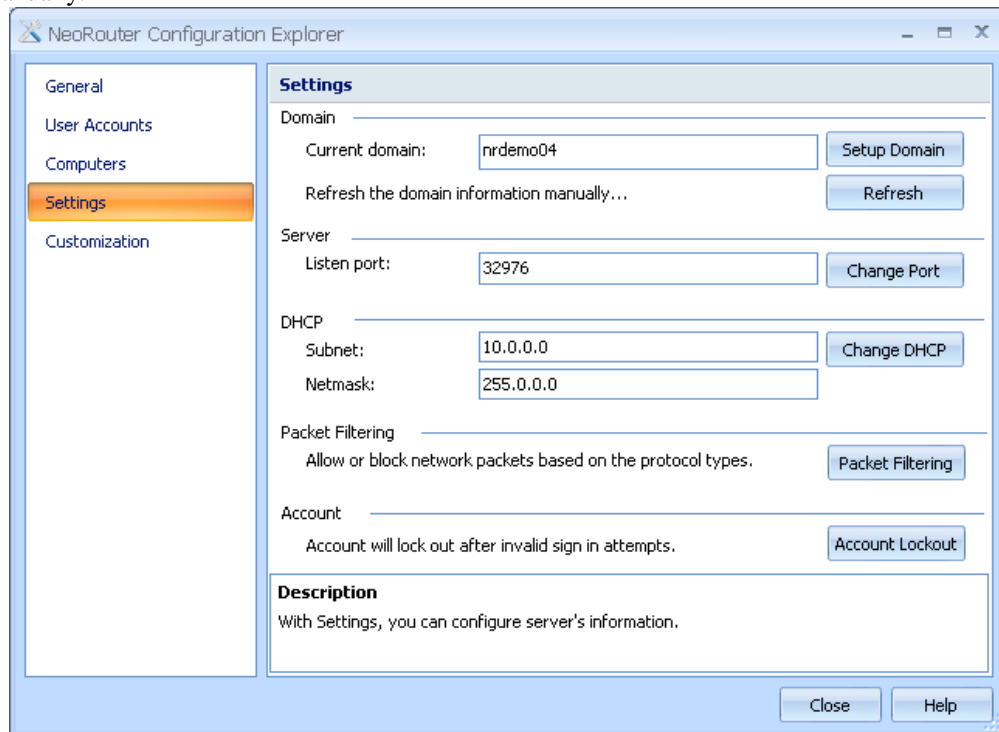 NeoRouter Configuration Explorer
General
User Accounts
Computers
Settings
Customization
Settings
Domain
Current domain: nrdemo04 Setup Domain
Refresh the domain information manually... Refresh
Server
Listen port: 32976 Change Port
DHCP
Subnet: 10.0.0.0 Change DHCP
Netmask: 255.0.0.0
Packet Filtering
Allow or block network packets based on the protocol types. Packet Filtering
Account
Account will lock out after invalid sign in attempts. Account Lockout
Description
With Settings, you can configure server's information.
Close Help